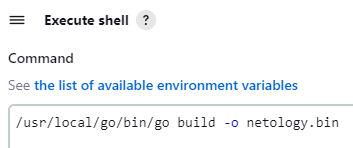 Execute shell ?
Command
See the list of available environment variables
/usr/local/go/bin/go build -o netology.bin